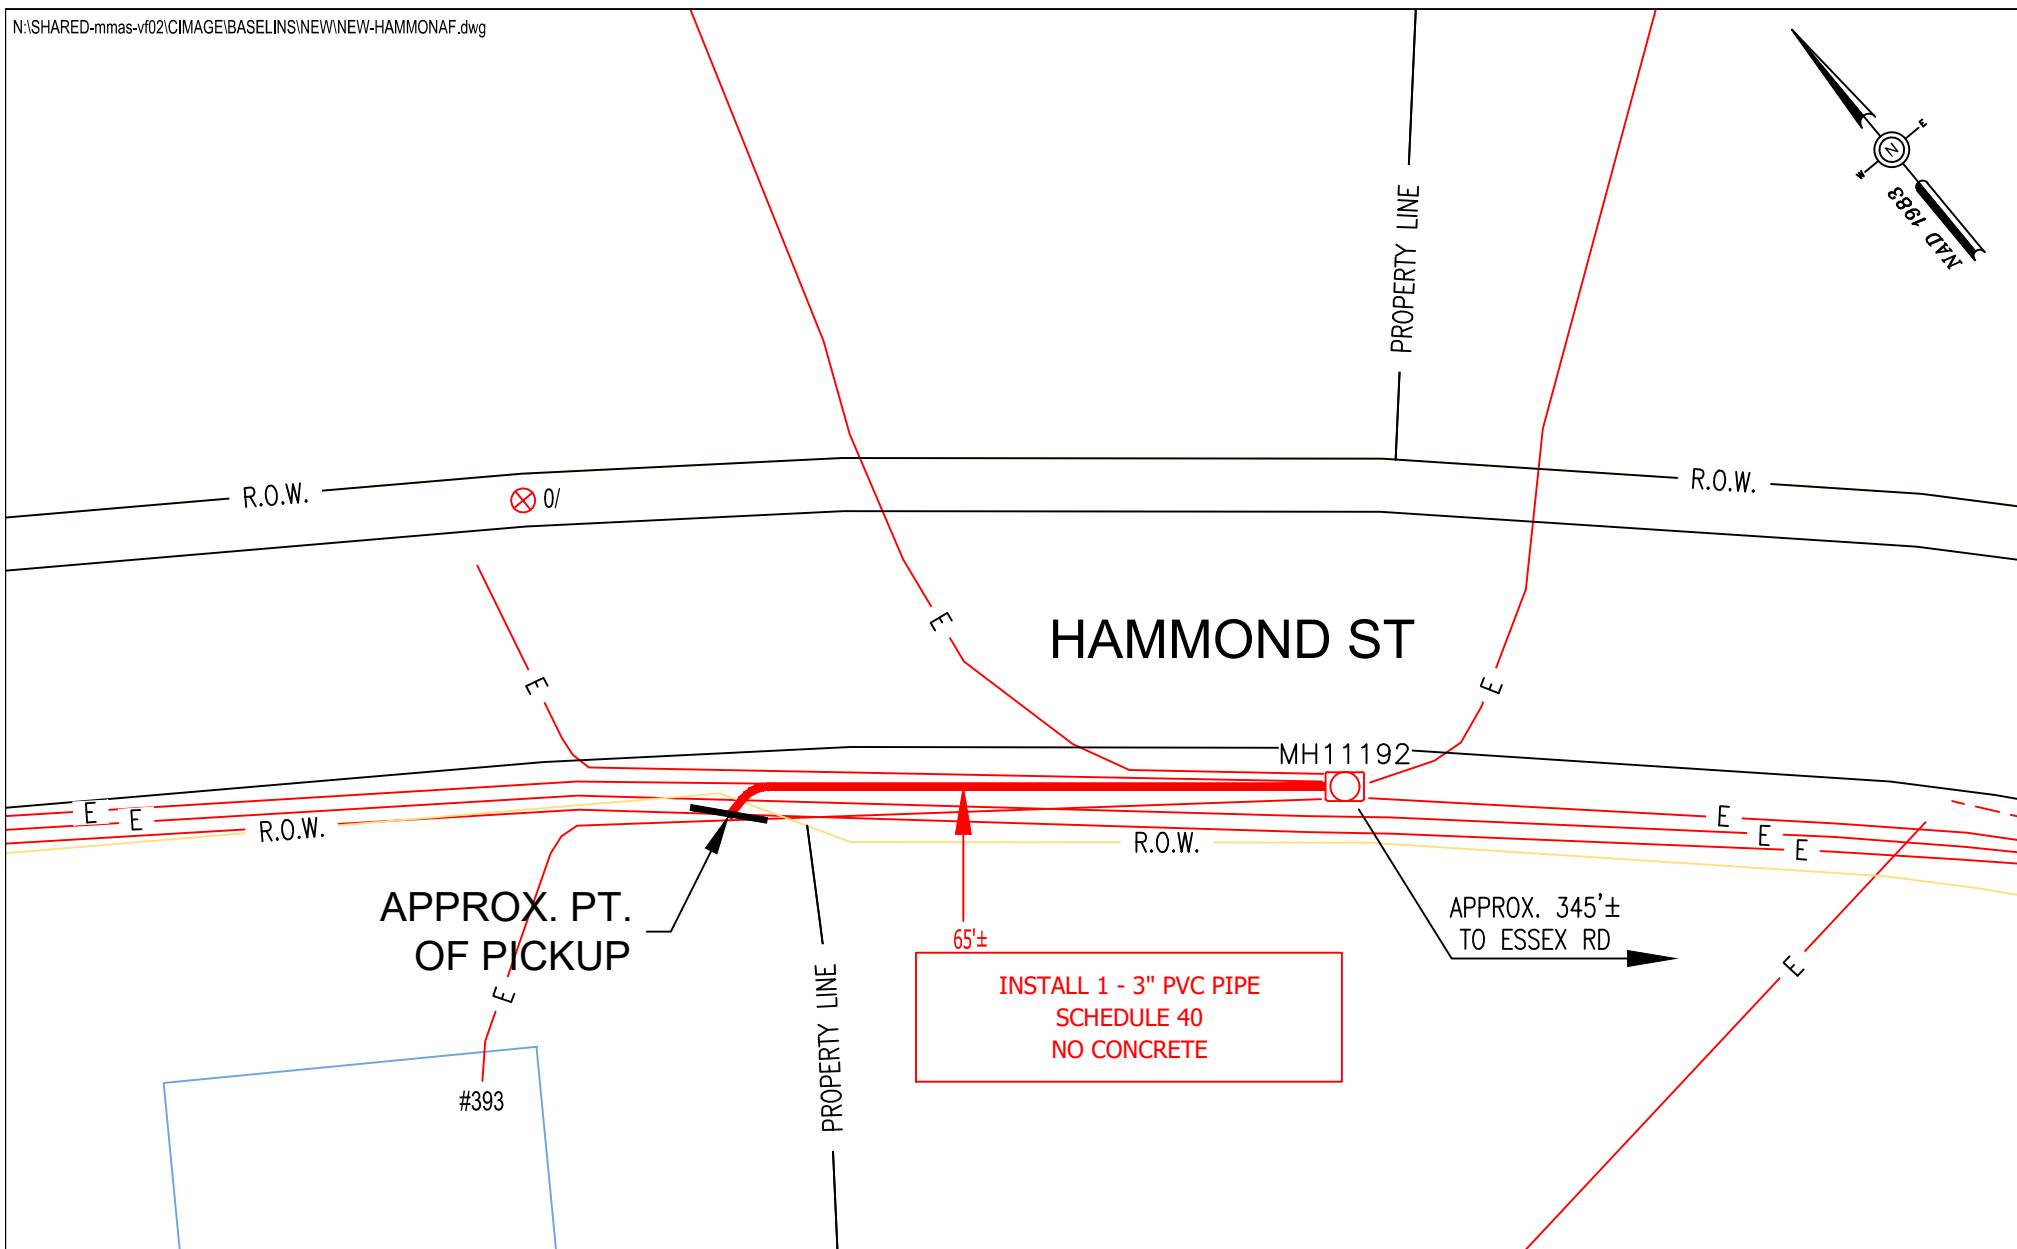 N:\SHARED-mmas-vf02\CIMAGE\BASELINS\NEW\NEW-HAMMONAF.dwg
E
N
W
NAD 1983
PROPERTY LINE
R.O.W.
0/
R.O.W.
E
HAMMOND ST
E
E
MH11192
E
E
R.O.W.
R.O.W.
E
E
E
APPROX. PT.
OF PICKUP
65'±
APPROX. 345'±
TO ESSEX RD
E
E
PROPERTY LINE
INSTALL 1 - 3" PVC PIPE
SCHEDULE 40
NO CONCRETE
#393